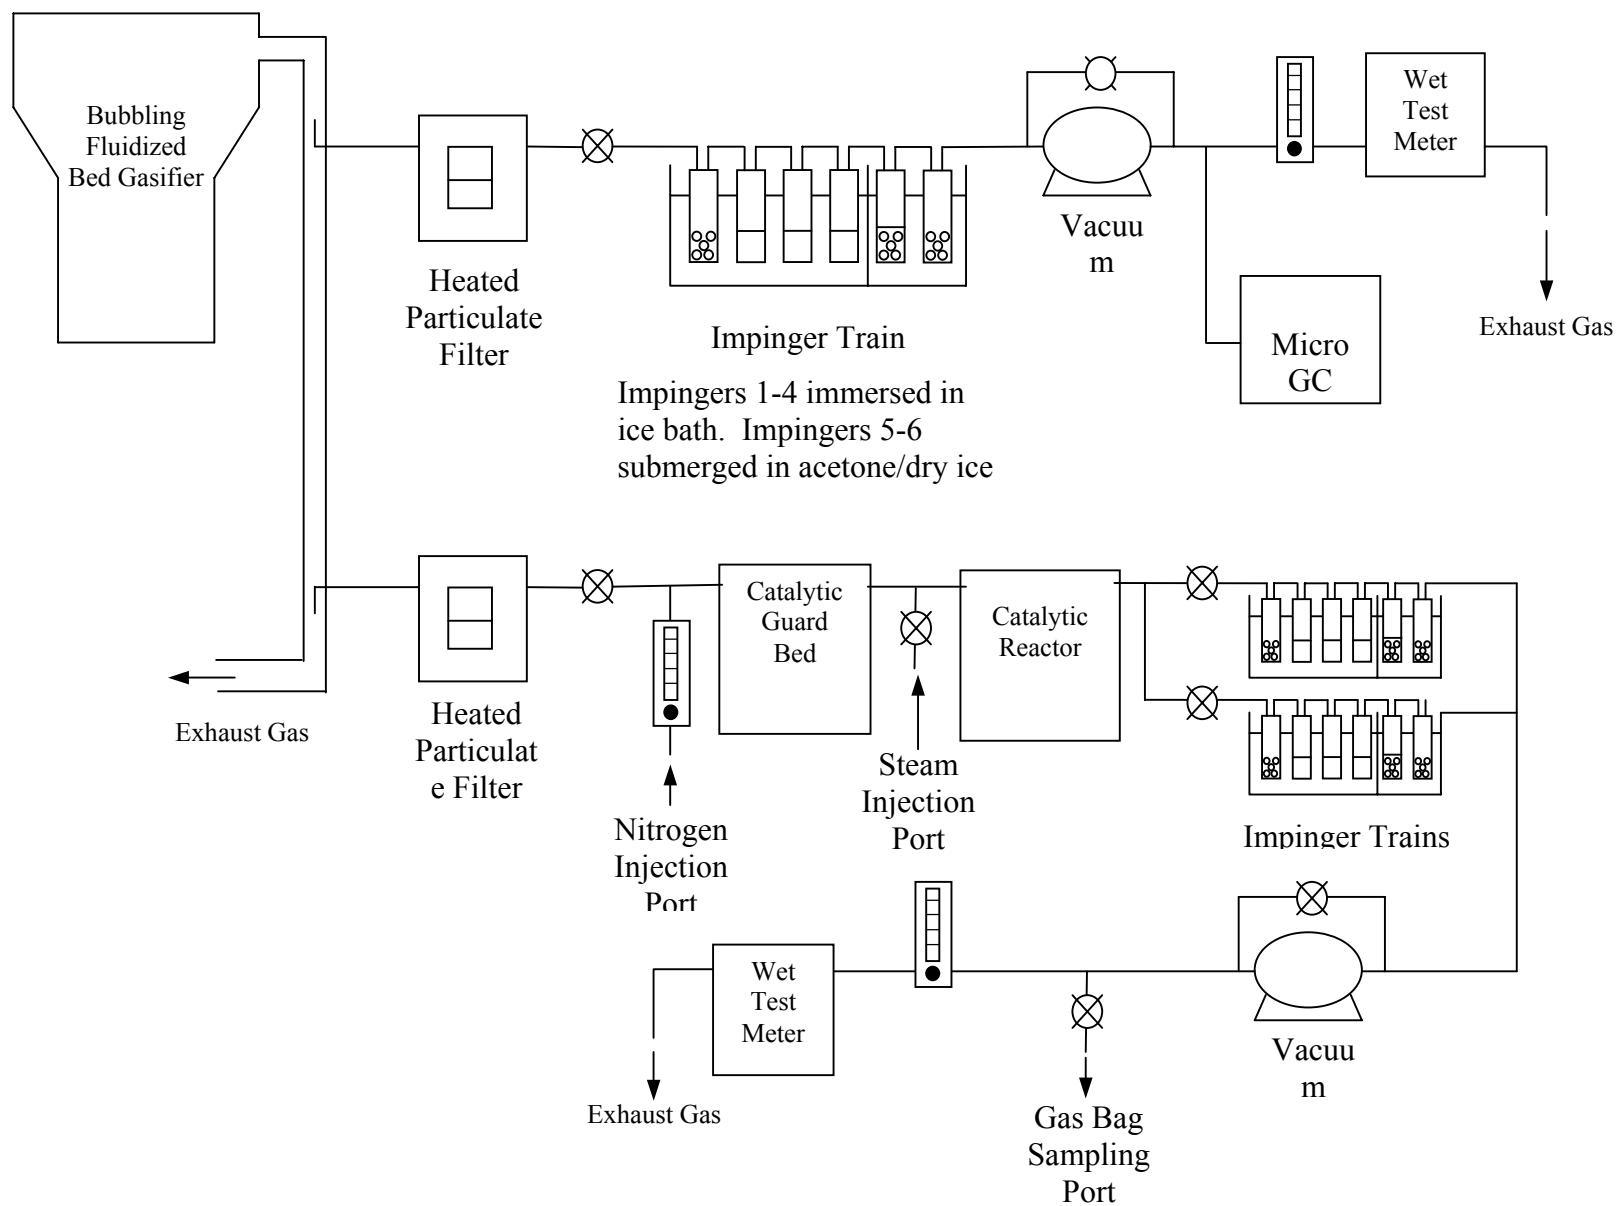 Bubbling
Fluidized
Bed Gasifier
Wet
Test
Meter
Vacuu
m
Heated
Particulate
Filter
Impinger Train
Exhaust Gas
Micro
GC
Impingers 1-4 immersed in
ice bath.  Impingers 5-6
submerged in acetone/dry ice
Catalytic
Guard
Bed
Catalytic
Reactor
Exhaust Gas
Heated
Particulat
e Filter
Steam
Injection
Port
Nitrogen
Injection
Port
Impinger Trains
Wet
Test
Meter
Vacuu
m
Exhaust Gas
Gas Bag
Sampling
Port